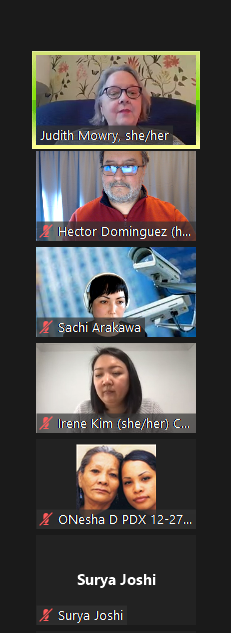 Judith Mowry, she/her
Hector Dominguez (h...
Sachi Arakawa
Irene Kim (she/her) C...
ONesha D PDX 12-27...
Surya Joshi
Surya Joshi